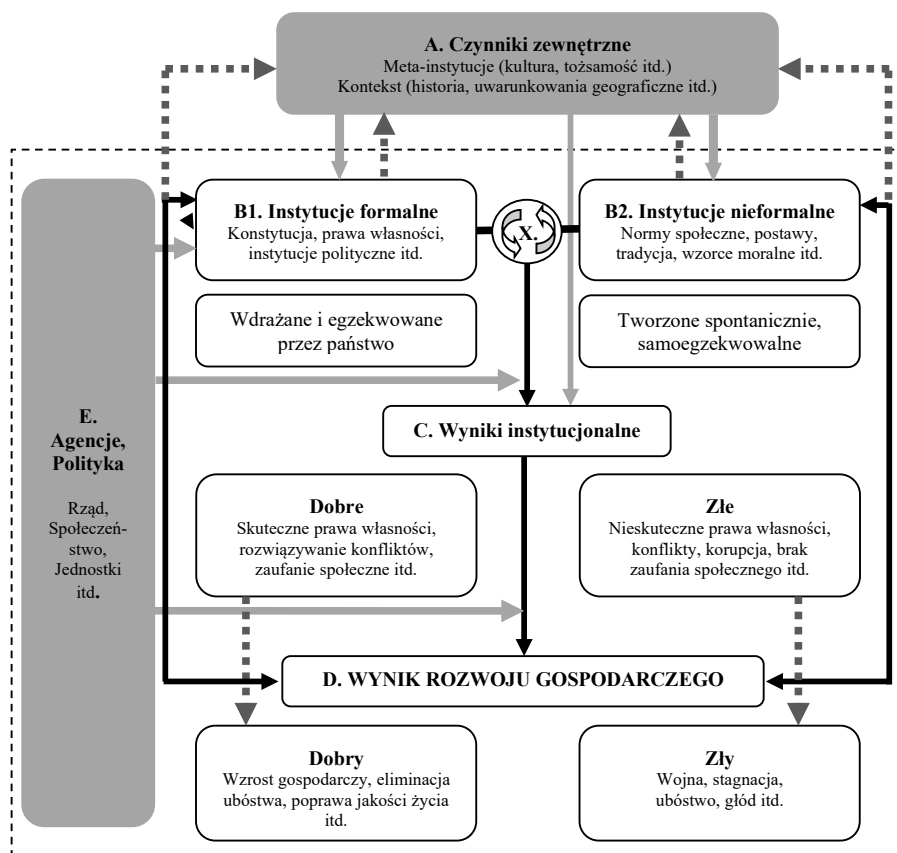 A. Czynniki zewnętrzne
Meta-instytucje (kultura, tożsamość itd.)
Kontekst (historia, uwarunkowania geograficzne itd.)
B1. Instytucje formalne
Konstytucja, prawa własności,
instytucje polityczne itd.
X.
B2. Instytucje nieformalne
Normy społeczne, postawy,
tradycja, wzorce moralne itd.
Wdrażane i egzekwowane
przez państwo
Tworzone spontanicznie,
samoegzekwowalne
E.
Agencje,
Polityka
Rząd,
Społeczeń-
stwo,
Jednostki
itd.
C. Wyniki instytucjonalne
Dobre
Skuteczne prawa własności,
rozwiązywanie konfliktów,
zaufanie społeczne itd.
Złe
Nieskuteczne prawa własności,
konflikty, korupcja, brak
zaufania społecznego itd.
D. WYNIK ROZWOJU GOSPODARCZEGO
Dobry
Wzrost gospodarczy, eliminacja
ubóstwa, poprawa jakości życia
itd.
Zły
Wojna, stagnacja,
ubóstwo, głód itd.